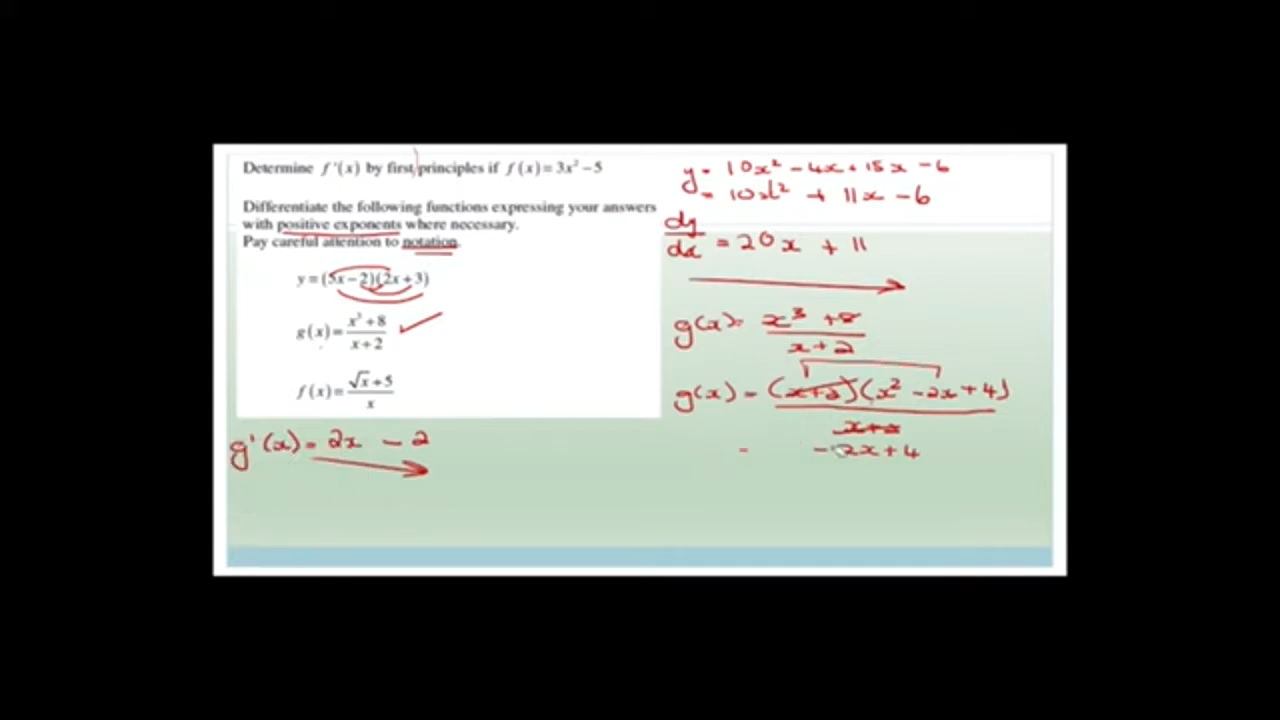 Determine f'(x) by first principles if f(x) = 3x² − 5
Differentiate the following functions expressing your answers
with positive exponents where necessary.
Pay careful attention to notation.
y = (5x − 2)(2x + 3)
g(x) = (x³ + 8)/(x + 2)
f(x) = (√x + 5)/x
g'(x) = 2x − 2
y = 10x² − 4x + 15x − 6
= 10x² + 11x − 6
dy/dx = 20x + 11
g(x) = (x³ + 8)/(x + 2)
g(x) = (x + 2)(x² − 2x + 4)/(x + 2)
= − 2x + 4